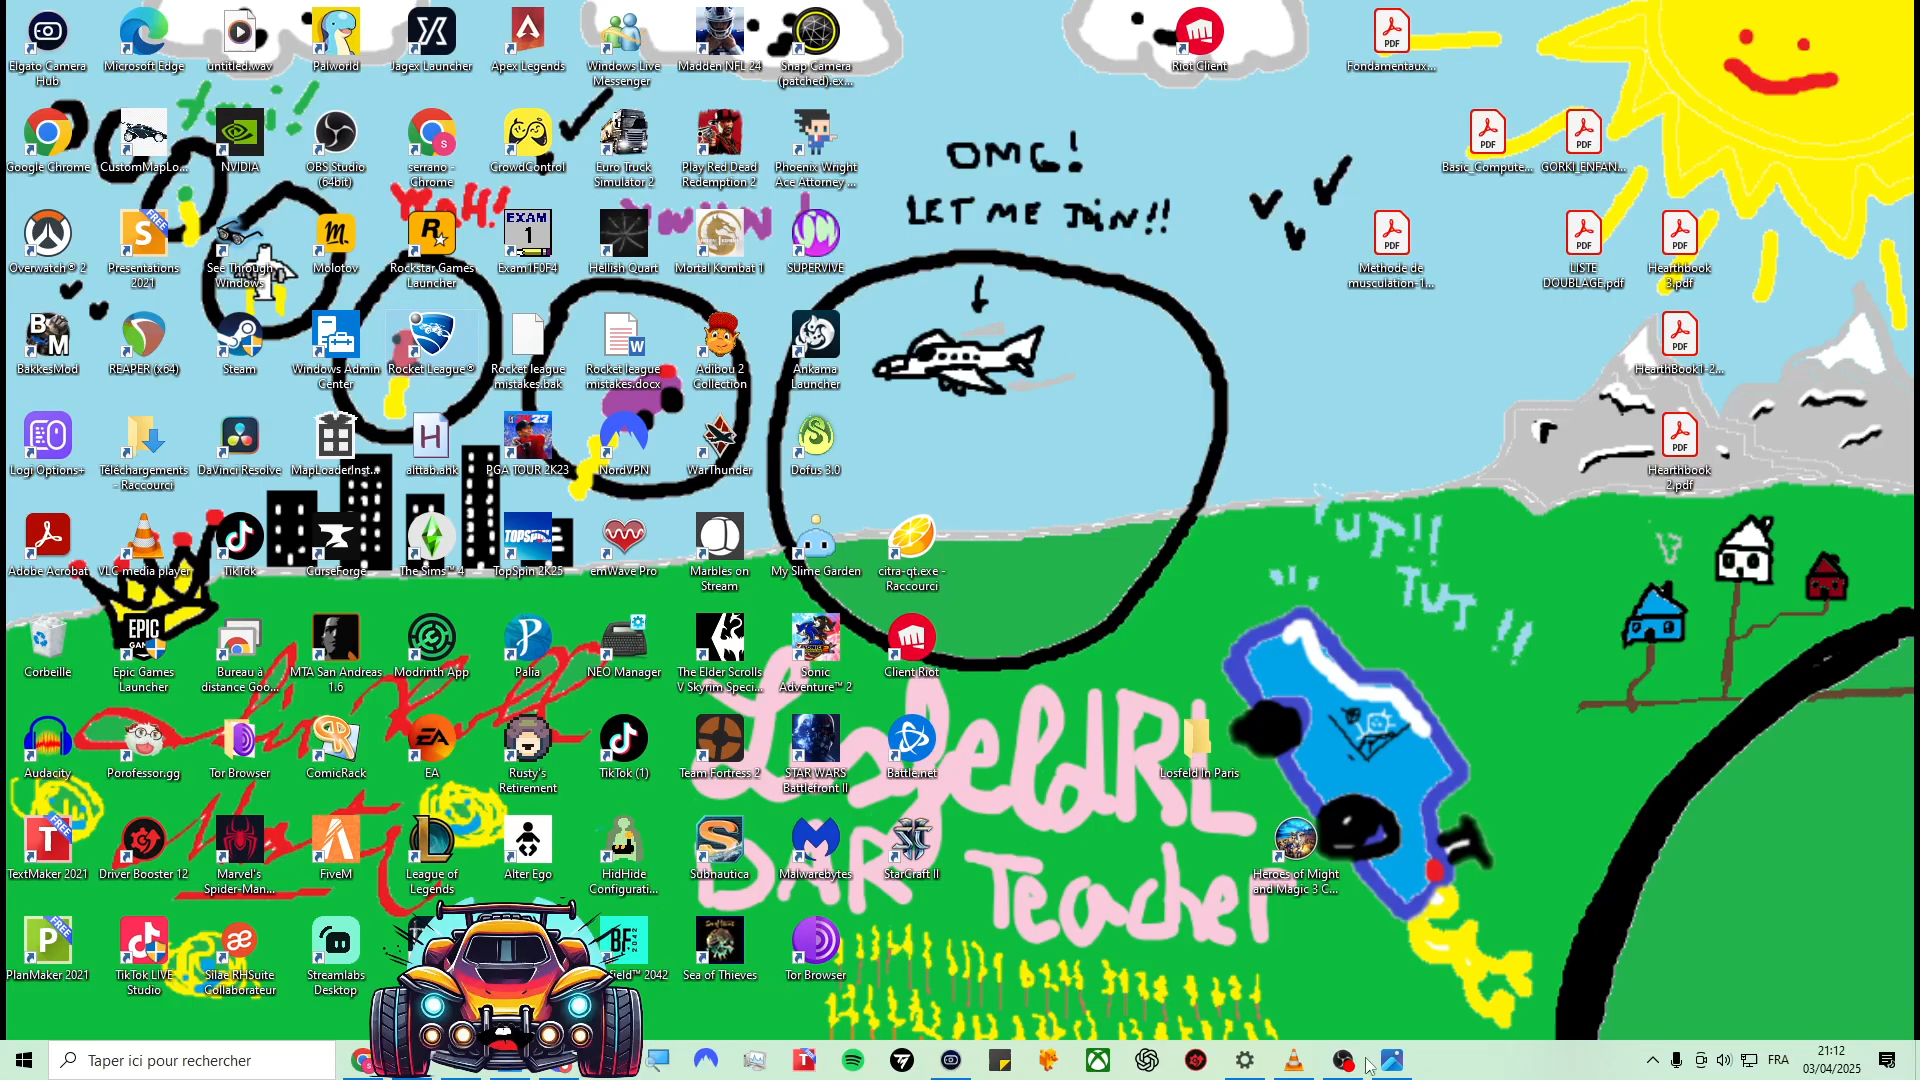 Elgato Camera
Hub
Microsoft Edge
untitled.wav
Palworld
Jagex Launcher
Apex Legends
Windows Live
Messenger
Madden NFL 24
Snap Camera
(patched).ex...
Riot Client
Fondamentaux...
Google Chrome
CustomMapLo...
NVIDIA
OBS Studio
(64bit)
serrano -
Chrome
CrowdControl
Euro Truck
Simulator 2
Play Red Dead
Redemption 2
Phoenix Wright
Ace Attorney ...
OMG!
LET ME JOIN!!
Basic_Compute...
GORKI_ENFAN...
YEAH!
Overwatch® 2
Presentations
2021
See Through
Windows
Molotov
Rockstar Games
Launcher
EXAM
1
Exam1F0F4
Hellish Quart
Mortal Kombat 1
SUPERVIVE
Methode de
musculation-1...
LISTE
DOUBLAGE.pdf
Hearthbook
3.pdf
BakkesMod
REAPER (x64)
Steam
Windows Admin
Center
Rocket League®
Rocket league
mistakes.bak
Rocket league
mistakes.docx
Adibou 2
Collection
Ankama
Launcher
HearthBook1-2...
Logi Options+
Téléchargements
- Raccourci
DaVinci Resolve
MapLoaderInst...
alttab.ahk
PGA TOUR 2K23
NordVPN
WarThunder
Dofus 3.0
Hearthbook
2.pdf
TUT!!
TUT!!
Adobe Acrobat
VLC media player
TikTok
CurseForge
The Sims™ 4
TopSpin 2K25
emWave Pro
Marbles on
Stream
My Slime Garden
citra-qt.exe -
Raccourci
Corbeille
Epic Games
Launcher
Bureau à
distance Goo...
MTA San Andreas
1.6
Modrinth App
Palia
NEO Manager
The Elder Scrolls
V Skyrim Speci...
Sonic
Adventure™ 2
Client Riot
LosfeldRL
SAR Teacher
Audacity
Porofessor.gg
Tor Browser
ComicRack
EA
Rusty's
Retirement
TikTok (1)
Team Fortress 2
STAR WARS
Battlefront II
Battle.net
Losfeld In Paris
TextMaker 2021
Driver Booster 12
Marvel's
Spider-Man...
FiveM
League of
Legends
Alter Ego
HidHide
Configurati...
Subnautica
Malwarebytes
StarCraft II
Heroes of Might
and Magic 3 C...
PlanMaker 2021
TikTok LIVE
Studio
Silae RHSuite
Collaborateur
Streamlabs
Desktop
field™ 2042
Sea of Thieves
Tor Browser
Taper ici pour rechercher
FRA
21:12
03/04/2025